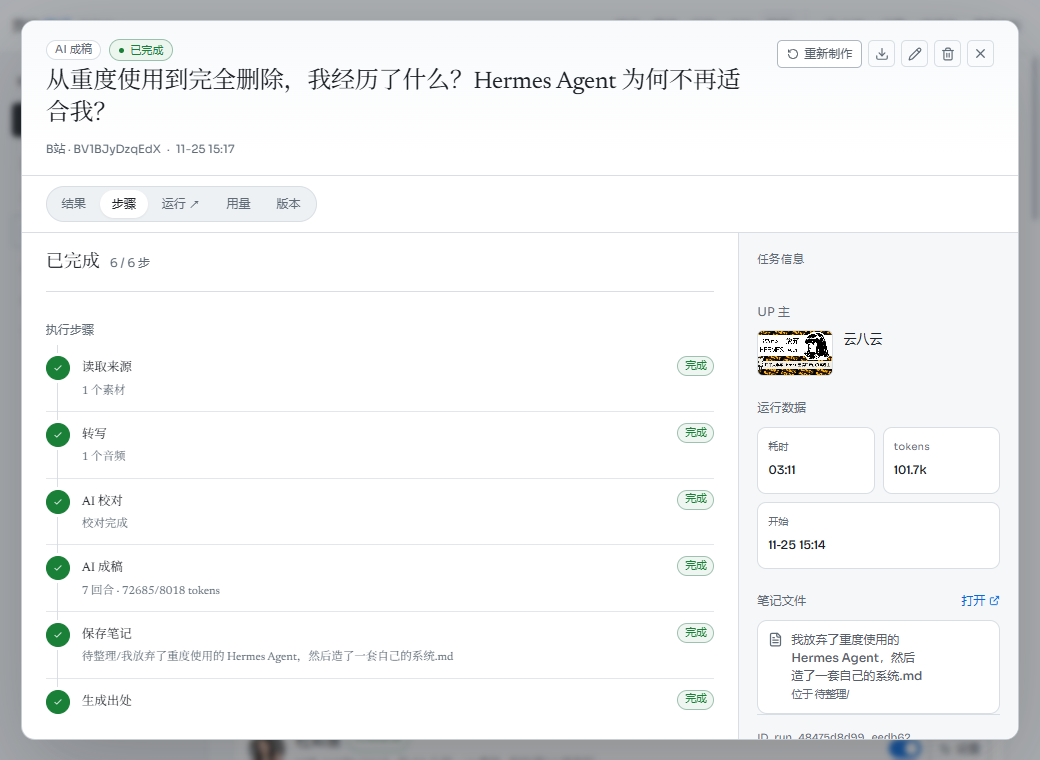 AI 成稿
已完成
重新制作
从重度使用到完全删除，我经历了什么？Hermes Agent 为何不再适
合我？
B站 · BV1BJyDzqEdX · 11-25 15:17
结果
步骤
运行 ↗
用量
版本
已完成 6 / 6 步
执行步骤
读取来源
完成
1 个素材
转写
完成
1 个音频
AI 校对
完成
校对完成
AI 成稿
完成
7 回合 · 72685/8018 tokens
保存笔记
完成
待整理/我放弃了重度使用的 Hermes Agent，然后造了一套自己的系统.md
生成出处
完成
任务信息
UP 主
云八云
运行数据
耗时
03:11
tokens
101.7k
开始
11-25 15:14
笔记文件
打开
我放弃了重度使用的
Hermes Agent，然后
造了一套自己的系统.md
位于 待整理/
ID run_48475d8d99_eedb62